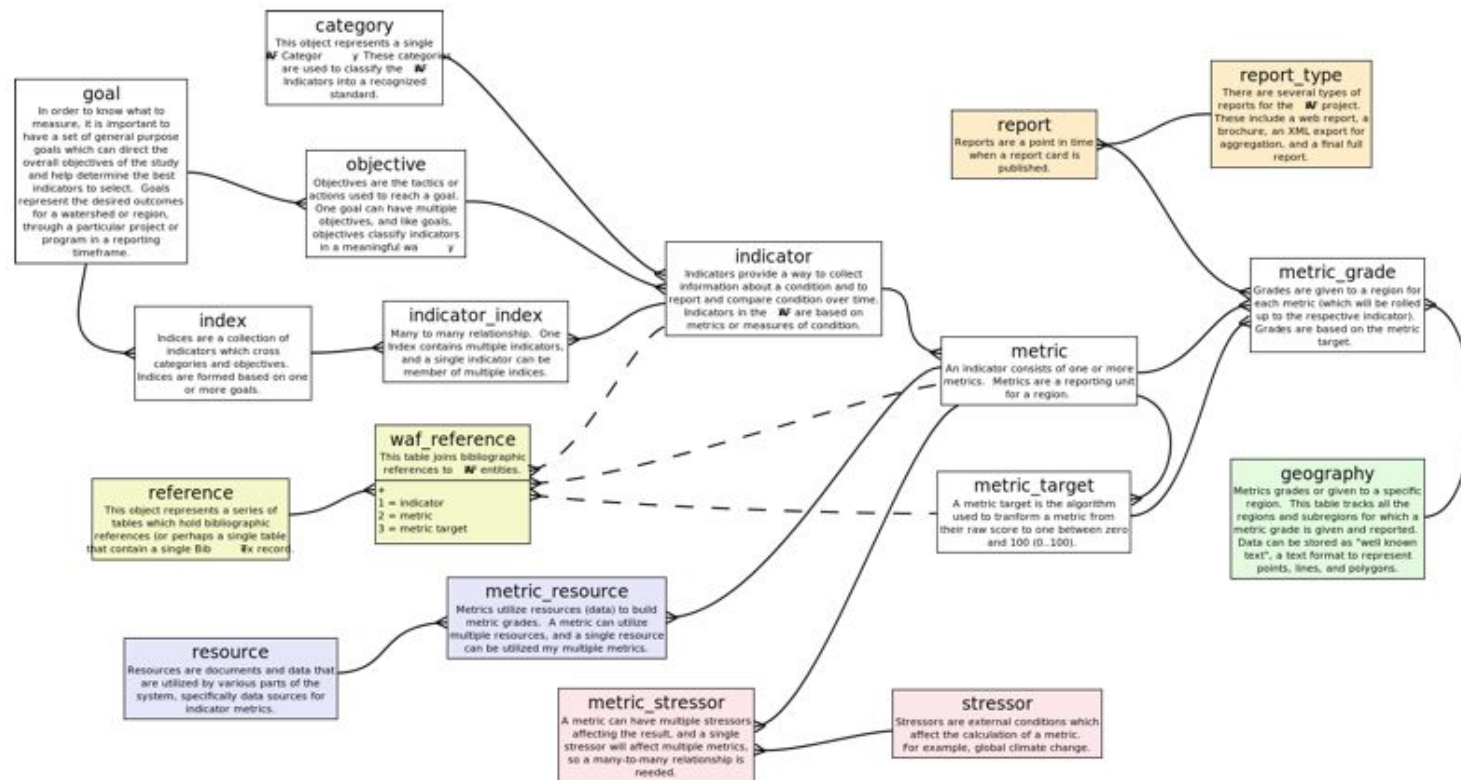 category
This object represents a single
WAF Categor y These categories
are used to classify the WAF
Indicators into a recognized
standard.
goal
In order to know what to
measure, it is important to
have a set of general purpose
goals which can direct the
overall objectives of the study
and help determine the best
indicators to select. Goals
represent the desired outcomes
for a watershed or region,
through a particular project or
program in a reporting
timeframe.
objective
Objectives are the tactics or
actions used to reach a goal.
One goal can have multiple
objectives, and like goals,
objectives classify indicators
in a meaningful wa y
report_type
There are several types of
reports for the WAF project.
These include a web report, a
brochure, an XML export for
aggregation, and a final full
report.
report
Reports are a point in time
when a report card is
published.
indicator
Indicators provide a way to collect
information about a condition and to
report and compare condition over time.
Indicators in the WAF are based on
metrics or measures of condition.
metric_grade
Grades are given to a region for
each metric (which will be rolled
up to the respective indicator).
Grades are based on the metric
target.
index
Indices are a collection of
indicators which cross
categories and objectives.
Indices are formed based on one
or more goals.
indicator_index
Many to many relationship. One
Index contains multiple indicators,
and a single indicator can be
member of multiple indices.
metric
An indicator consists of one or more
metrics. Metrics are a reporting unit
for a region.
waf_reference
This table joins bibliographic
references to WAF entities.
+
1 = indicator
2 = metric
3 = metric target
reference
This object represents a series of
tables which hold bibliographic
references (or perhaps a single table
that contain a single Bib Tex record.
metric_target
A metric target is the algorithm
used to tranform a metric from
their raw score to one between zero
and 100 (0..100).
geography
Metrics grades or given to a specific
region. This table tracks all the
regions and subregions for which a
metric grade is given and reported.
Data can be stored as "well known
text", a text format to represent
points, lines, and polygons.
metric_resource
Metrics utilize resources (data) to build
metric grades. A metric can utilize
multiple resources, and a single resource
can be utilized my multiple metrics.
resource
Resources are documents and data that
are utilized by various parts of the
system, specifically data sources for
indicator metrics.
metric_stressor
A metric can have multiple stressors
affecting the result, and a single
stressor will affect multiple metrics,
so a many-to-many relationship is
needed.
stressor
Stressors are external conditions which
affect the calculation of a metric.
For example, global climate change.